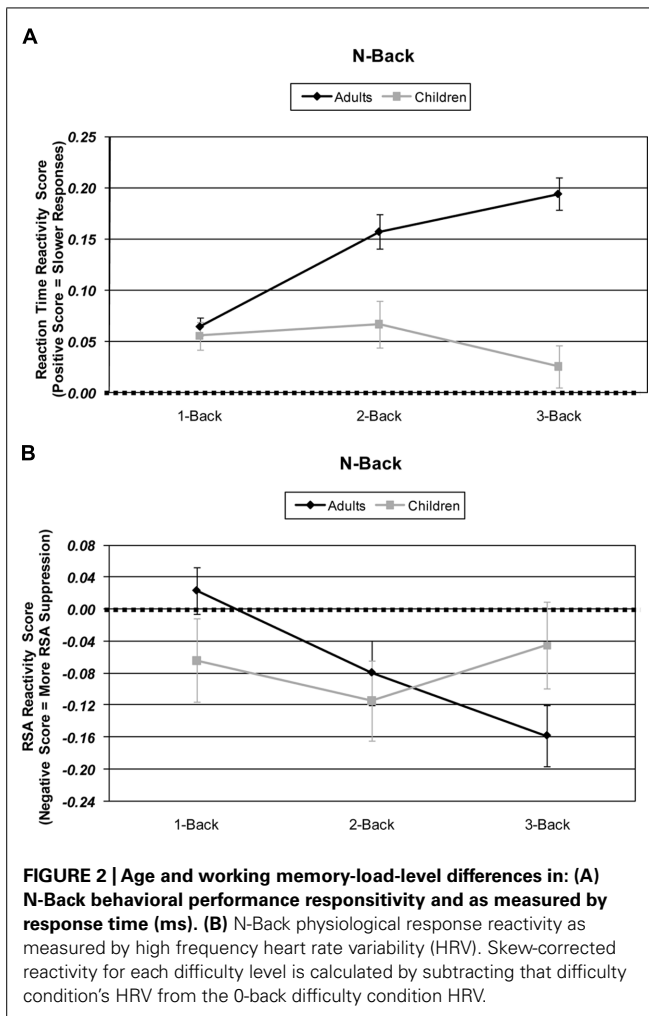 A
N-Back
Adults Children
Reaction Time Reactivity Score
(Positive Score = Slower Responses)
0.25
0.20
0.15
0.10
0.05
0.00
1-Back 2-Back 3-Back
B
N-Back
Adults Children
RSA Reactivity Score
(Negative Score = More RSA Suppression)
0.08
0.04
0.00
-0.04
-0.08
-0.12
-0.16
-0.20
-0.24
1-Back 2-Back 3-Back
FIGURE 2 | Age and working memory-load-level differences in: (A)
N-Back behavioral performance responsitivity and as measured by
response time (ms). (B) N-Back physiological response reactivity as
measured by high frequency heart rate variability (HRV). Skew-corrected
reactivity for each difficulty level is calculated by subtracting that difficulty
condition's HRV from the 0-back difficulty condition HRV.